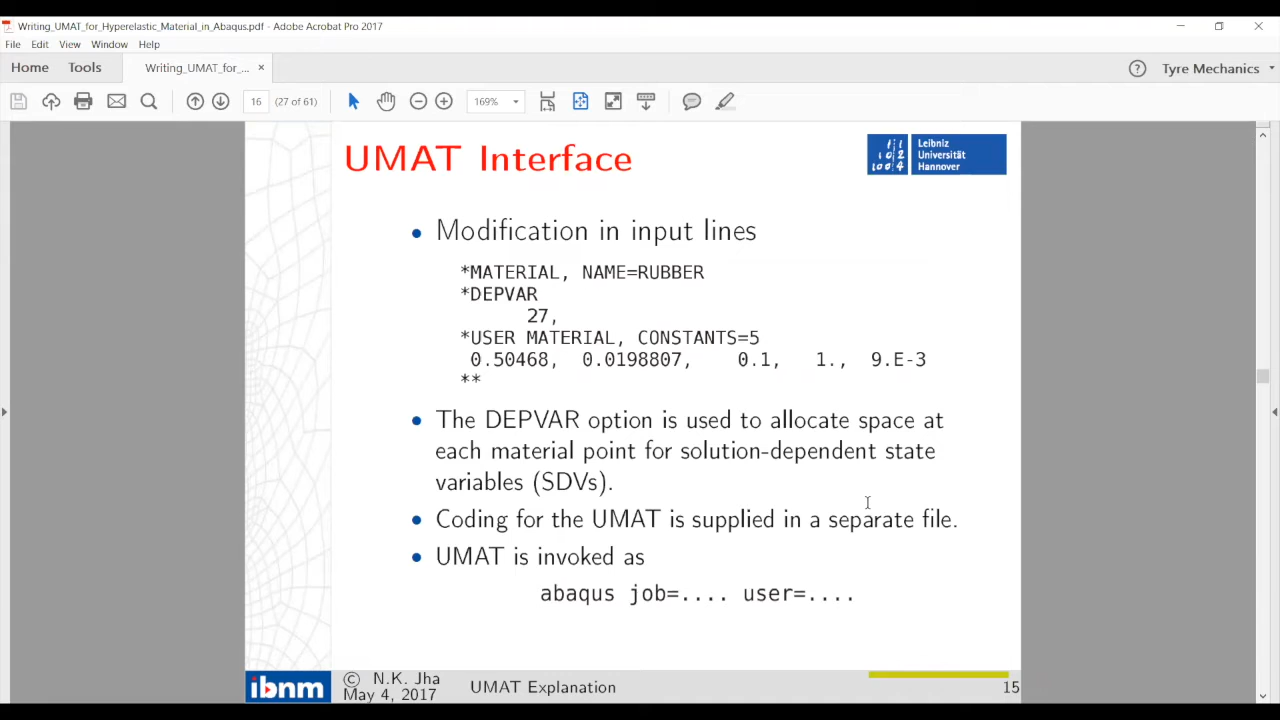 Writing_UMAT_for_Hyperelastic_Material_in_Abaqus.pdf - Adobe Acrobat Pro 2017
File Edit View Window Help
Home Tools Writing_UMAT_for_... × Tyre Mechanics
16 (27 of 61) 169%
UMAT Interface
Leibniz
Universität
Hannover
• Modification in input lines
*MATERIAL, NAME=RUBBER
*DEPVAR
27,
*USER MATERIAL, CONSTANTS=5
0.50468, 0.0198807, 0.1, 1., 9.E-3
**
• The DEPVAR option is used to allocate space at
each material point for solution-dependent state
variables (SDVs).
• Coding for the UMAT is supplied in a separate file.
• UMAT is invoked as
abaqus job=.... user=....
ibnm
© N.K. Jha
May 4, 2017
UMAT Explanation
15